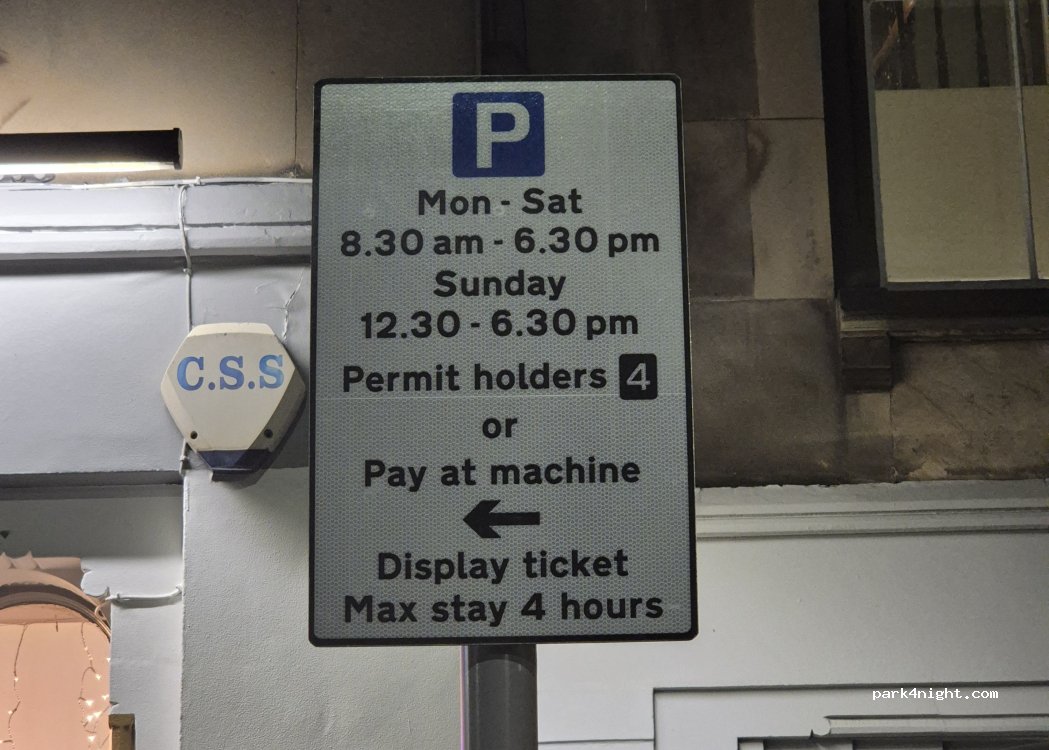 P
Mon - Sat
8.30 am - 6.30 pm
Sunday
12.30 - 6.30 pm
Permit holders 4
or
Pay at machine
Display ticket
Max stay 4 hours
C.S.S
park4night.com